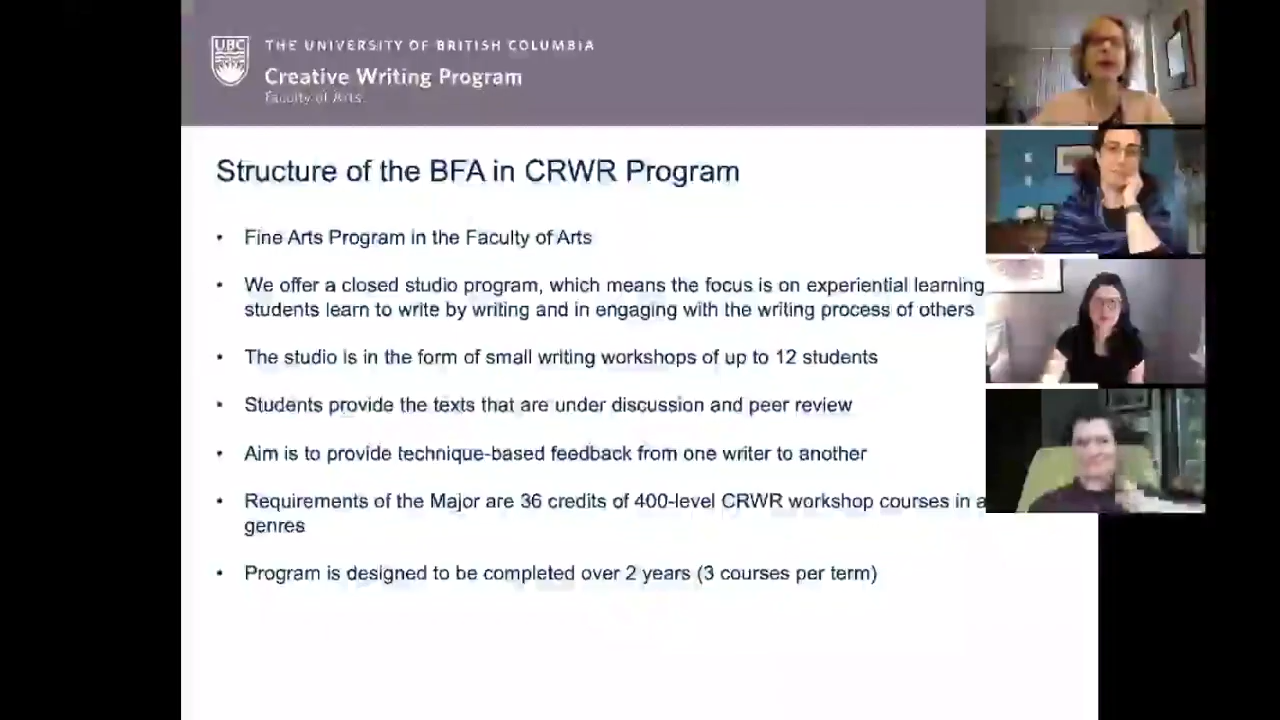 UBC
THE UNIVERSITY OF BRITISH COLUMBIA
Creative Writing Program
Faculty of Arts
Structure of the BFA in CRWR Program
• Fine Arts Program in the Faculty of Arts
• We offer a closed studio program, which means the focus is on experiential learning
students learn to write by writing and in engaging with the writing process of others
• The studio is in the form of small writing workshops of up to 12 students
• Students provide the texts that are under discussion and peer review
• Aim is to provide technique-based feedback from one writer to another
• Requirements of the Major are 36 credits of 400-level CRWR workshop courses in
genres
• Program is designed to be completed over 2 years (3 courses per term)